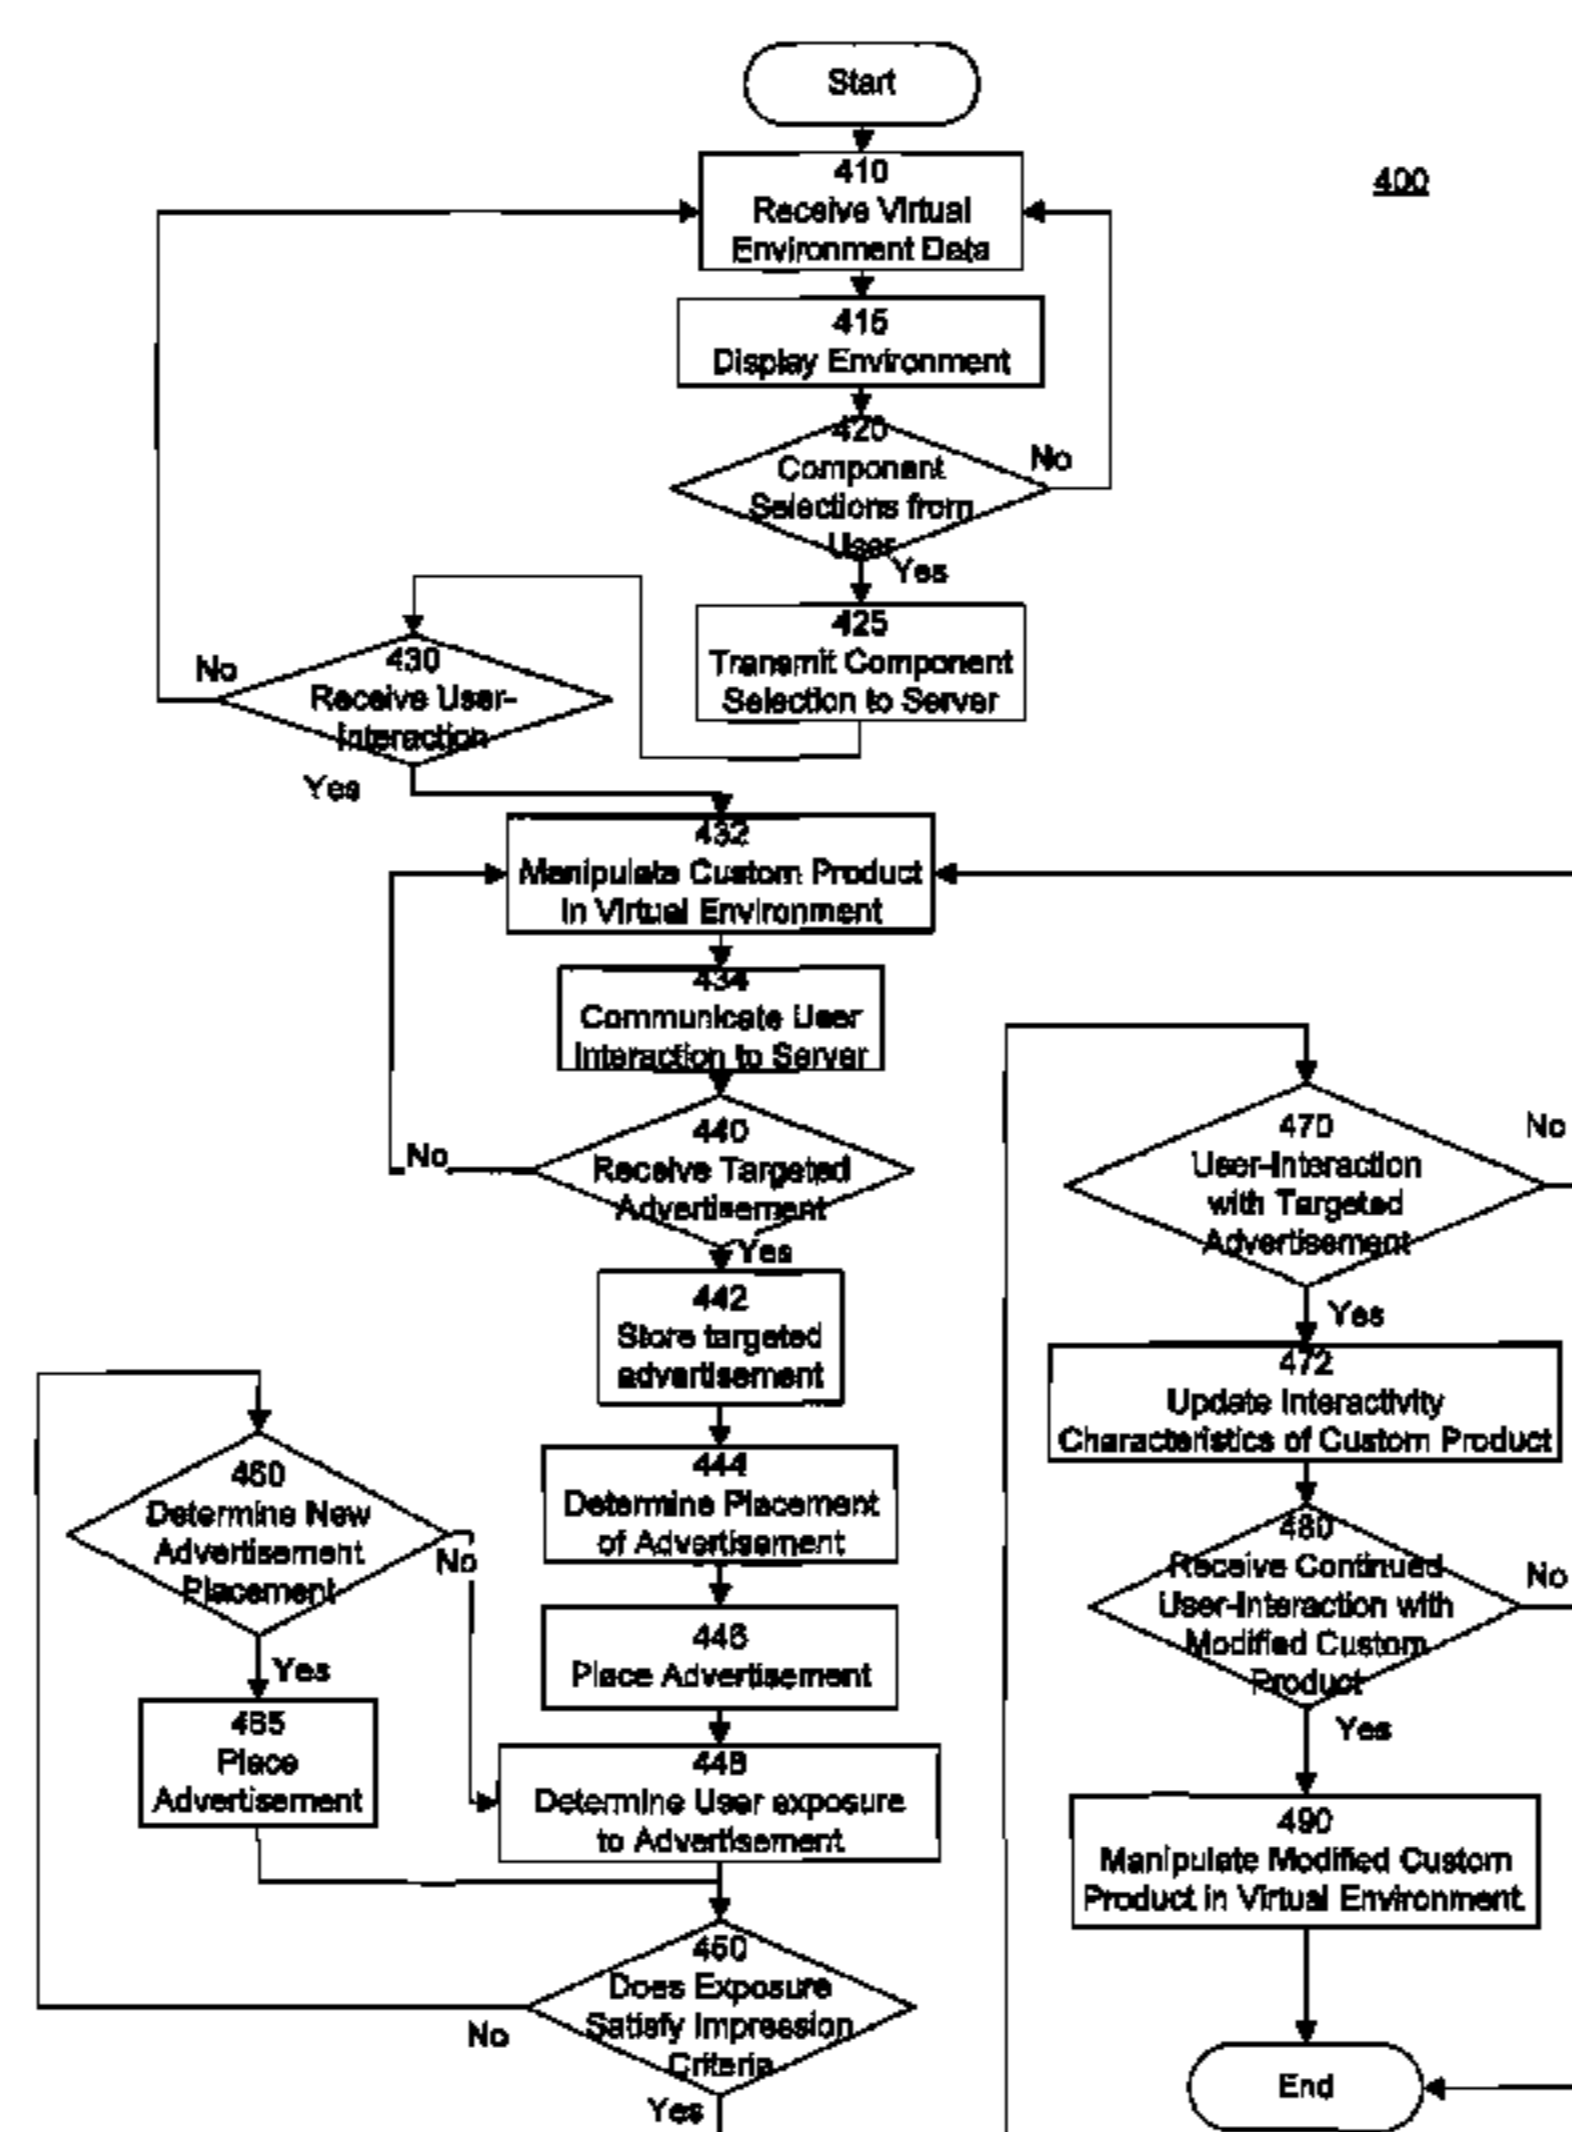 Start
400
410
Receive Virtual
Environment Data
415
Display Environment
420
Component
Selections from
User
No
Yes
425
Transmit Component
Selection to Server
430
Receive User-
Interaction
No
Yes
432
Manipulate Custom Product
in Virtual Environment
434
Communicate User
Interaction to Server
440
Receive Targeted
Advertisement
No
Yes
442
Store targeted
advertisement
444
Determine Placement
of Advertisement
446
Place Advertisement
448
Determine User exposure
to Advertisement
450
Does Exposure
Satisfy Impression
Criteria
No
Yes
460
Determine New
Advertisement
Placement
No
Yes
465
Place
Advertisement
470
User-Interaction
with Targeted
Advertisement
No
Yes
472
Update Interactivity
Characteristics of Custom Product
480
Receive Continued
User-Interaction with
Modified Custom
Product
No
Yes
490
Manipulate Modified Custom
Product in Virtual Environment
End